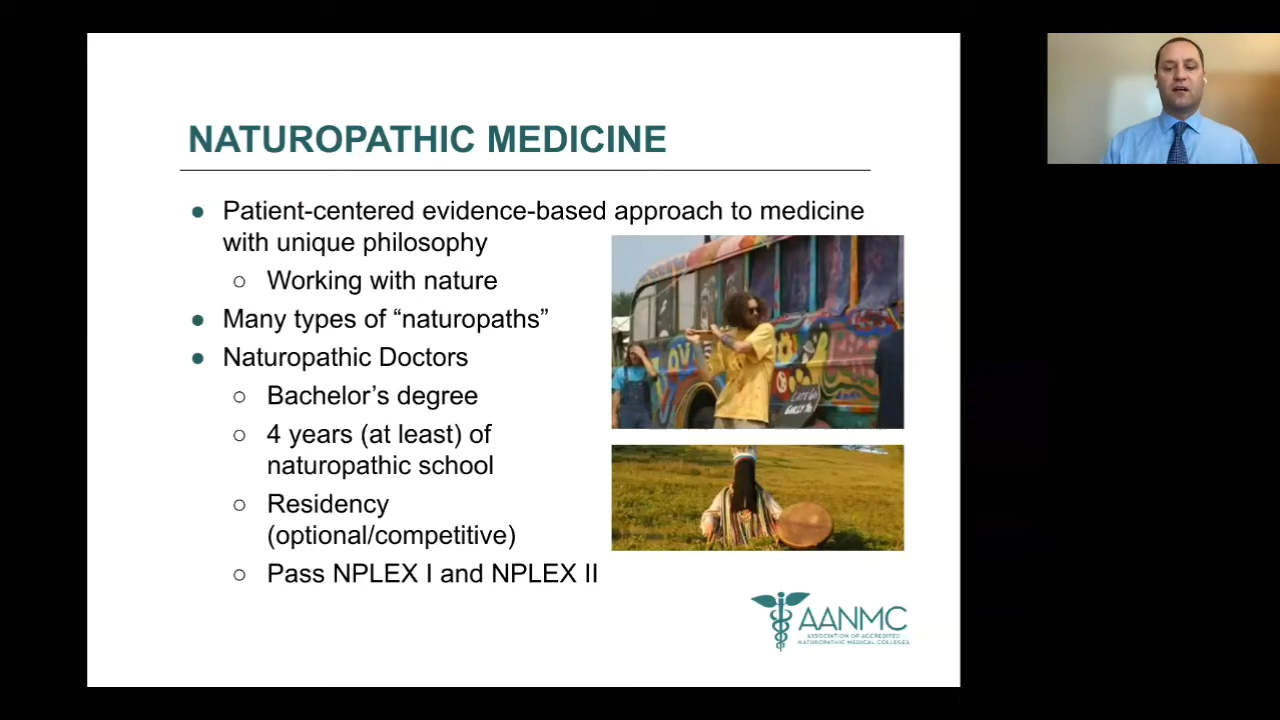 NATUROPATHIC MEDICINE
● Patient-centered evidence-based approach to medicine
with unique philosophy
○ Working with nature
● Many types of “naturopaths”
● Naturopathic Doctors
○ Bachelor’s degree
○ 4 years (at least) of
naturopathic school
○ Residency
(optional/competitive)
○ Pass NPLEX I and NPLEX II
AANMC
ASSOCIATION OF ACCREDITED
NATUROPATHIC MEDICAL COLLEGES